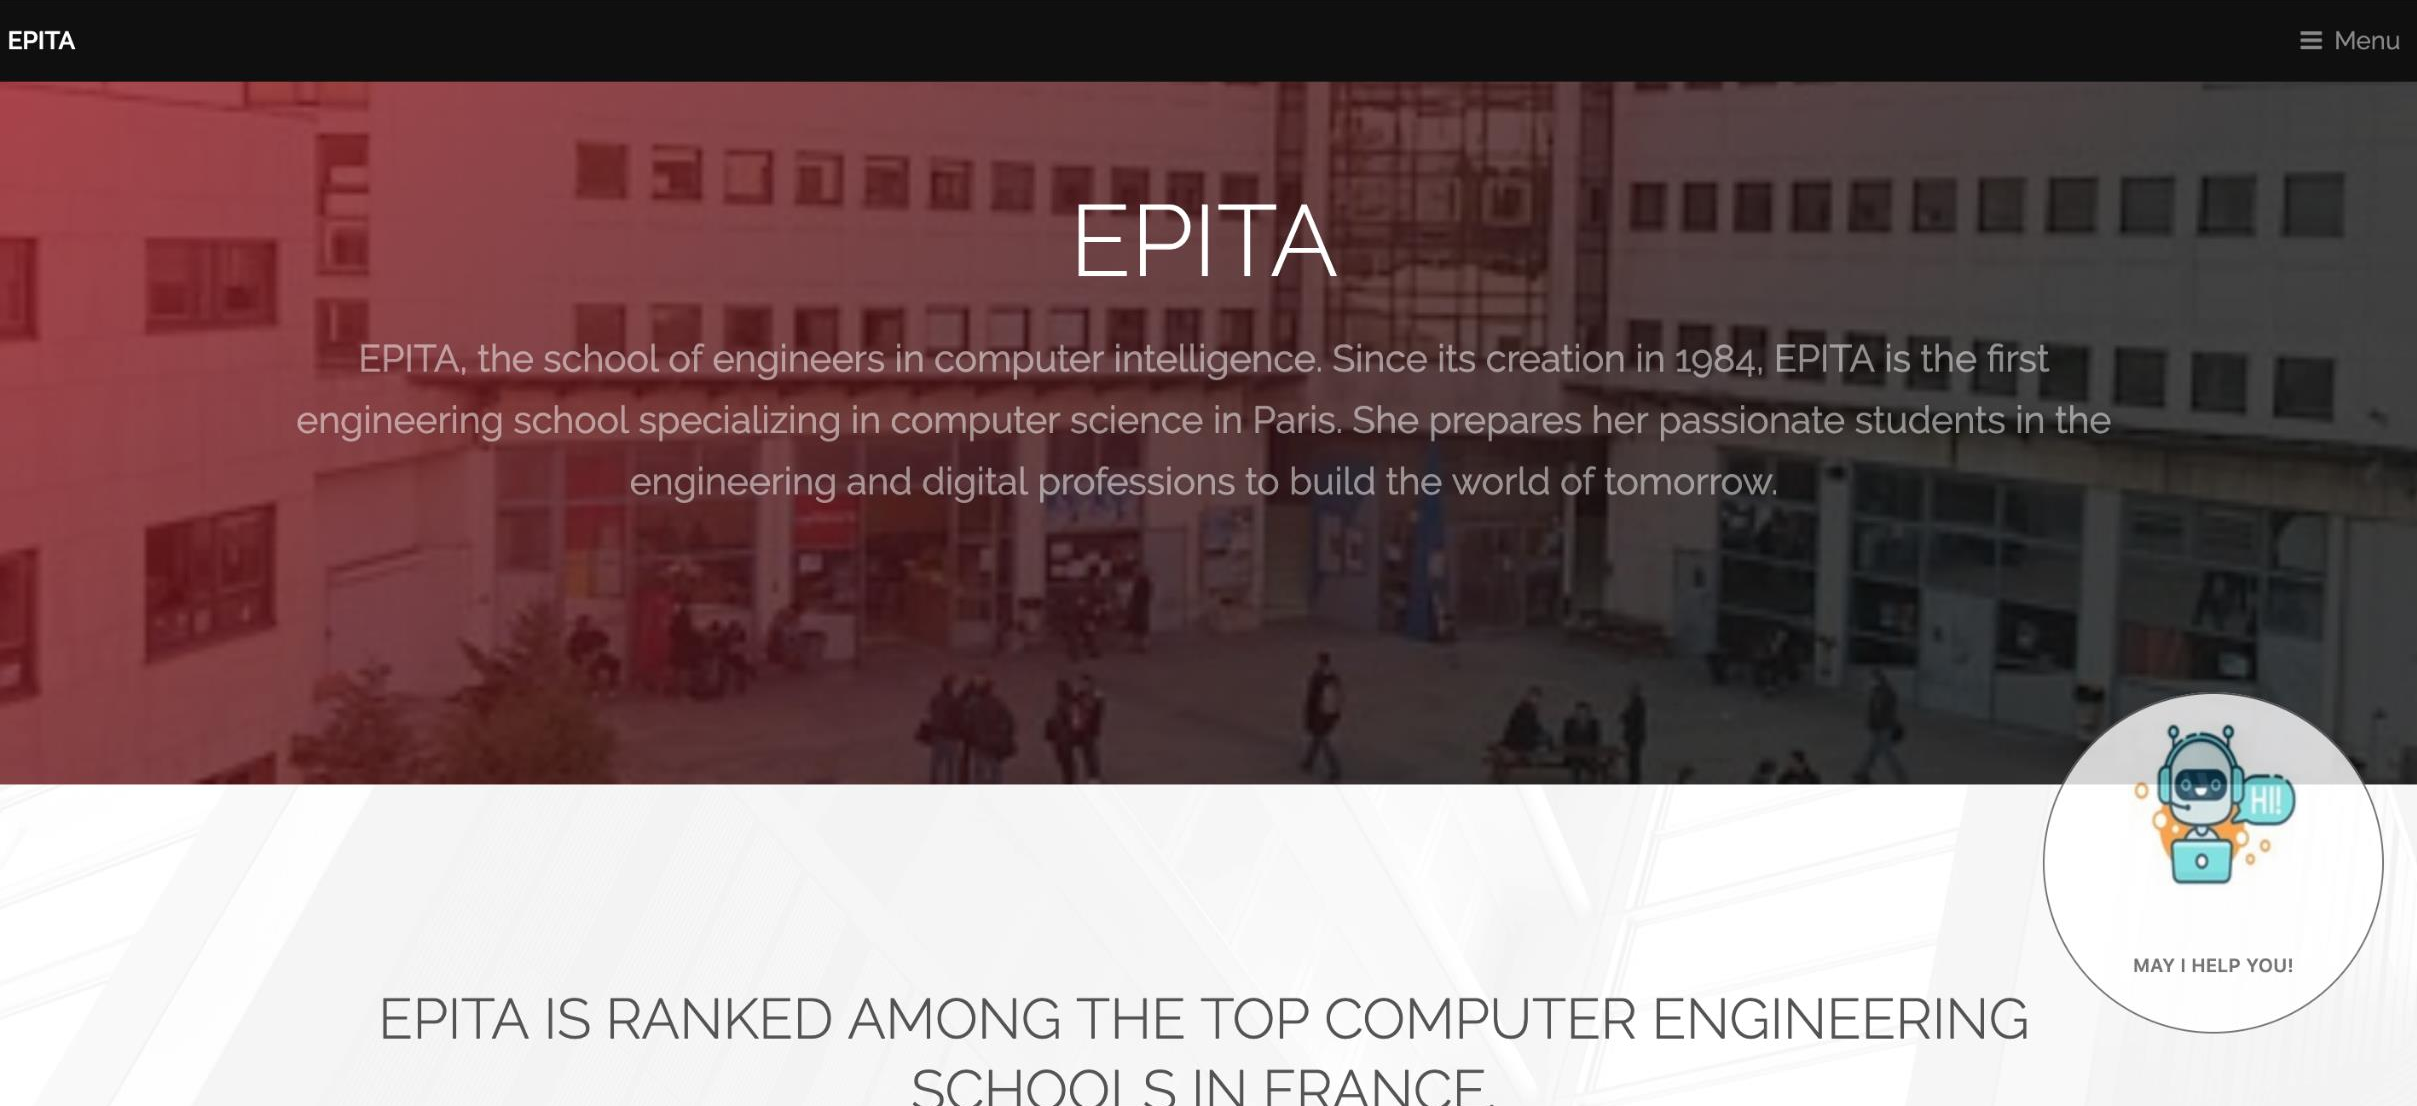 EPITA
Menu
EPITA
EPITA, the school of engineers in computer intelligence. Since its creation in 1984, EPITA is the first
engineering school specializing in computer science in Paris. She prepares her passionate students in the
engineering and digital professions to build the world of tomorrow.
HI!
MAY I HELP YOU!
EPITA IS RANKED AMONG THE TOP COMPUTER ENGINEERING
SCHOOLS IN FRANCE.